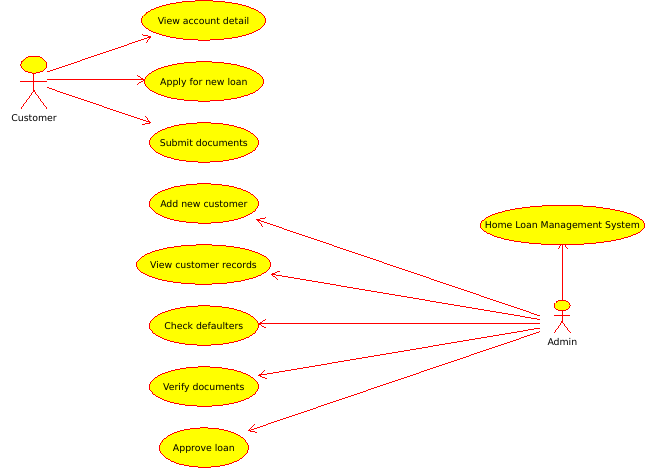 View account detail
Apply for new loan
Customer
Submit documents
Add new customer
Home Loan Management System
View customer records
Check defaulters
Admin
Verify documents
Approve loan